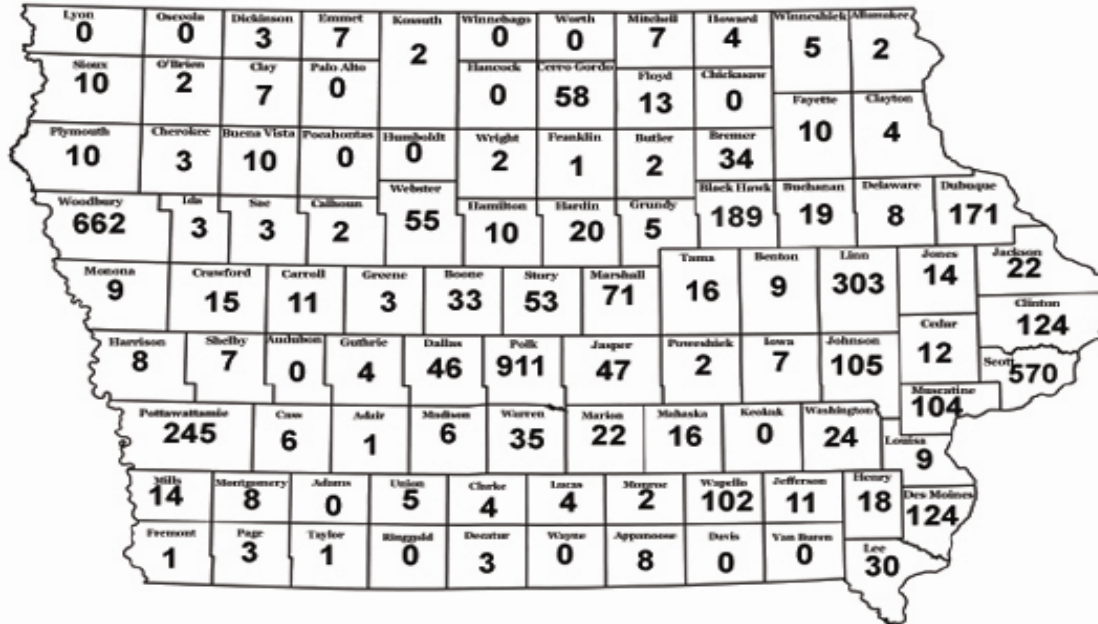 Lyon
0
Osceola
0
Dickinson
3
Emmet
7
Kossuth
2
Winnebago
0
Worth
0
Mitchell
7
Howard
4
Winneshiek
5
Allamakee
2
Sioux
10
O'Brien
2
Clay
7
Palo Alto
0
Hancock
0
Cerro Gordo
58
Floyd
13
Chickasaw
0
Fayette
10
Clayton
4
Plymouth
10
Cherokee
3
Buena Vista
10
Pocahontas
0
Humboldt
0
Wright
2
Franklin
1
Butler
2
Bremer
34
Woodbury
662
Ida
3
Sac
3
Calhoun
2
Webster
55
Hamilton
10
Hardin
20
Grundy
5
Black Hawk
189
Buchanan
19
Delaware
8
Dubuque
171
Monona
9
Crawford
15
Carroll
11
Greene
3
Boone
33
Story
53
Marshall
71
Tama
16
Benton
9
Linn
303
Jones
14
Jackson
22
Clinton
124
Harrison
8
Shelby
7
Audubon
0
Guthrie
4
Dallas
46
Polk
911
Jasper
47
Poweshiek
2
Iowa
7
Johnson
105
Cedar
12
Scott
570
Muscatine
104
Pottawattamie
245
Cass
6
Adair
1
Madison
6
Warren
35
Marion
22
Mahaska
16
Keokuk
0
Washington
24
Louisa
9
Mills
14
Montgomery
8
Adams
0
Union
5
Clarke
4
Lucas
4
Monroe
2
Wapello
102
Jefferson
11
Henry
18
Des Moines
124
Fremont
1
Page
3
Taylor
1
Ringgold
0
Decatur
3
Wayne
0
Appanoose
8
Davis
0
Van Buren
0
Lee
30